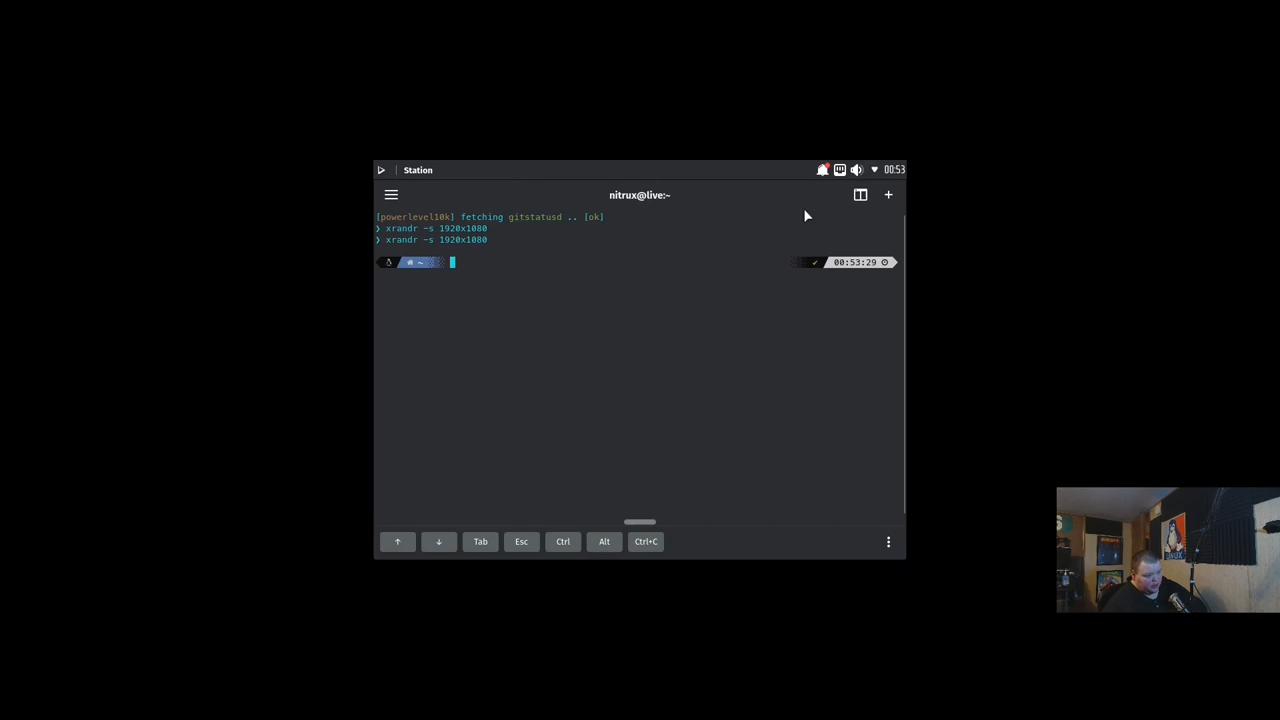 Station
00:53
nitrux@live:~
[powerlevel10k] fetching gitstatusd .. [ok]
❯ xrandr -s 1920x1080
❯ xrandr -s 1920x1080
~
✔ 00:53:29
↑ ↓ Tab Esc Ctrl Alt Ctrl+C
LINUX